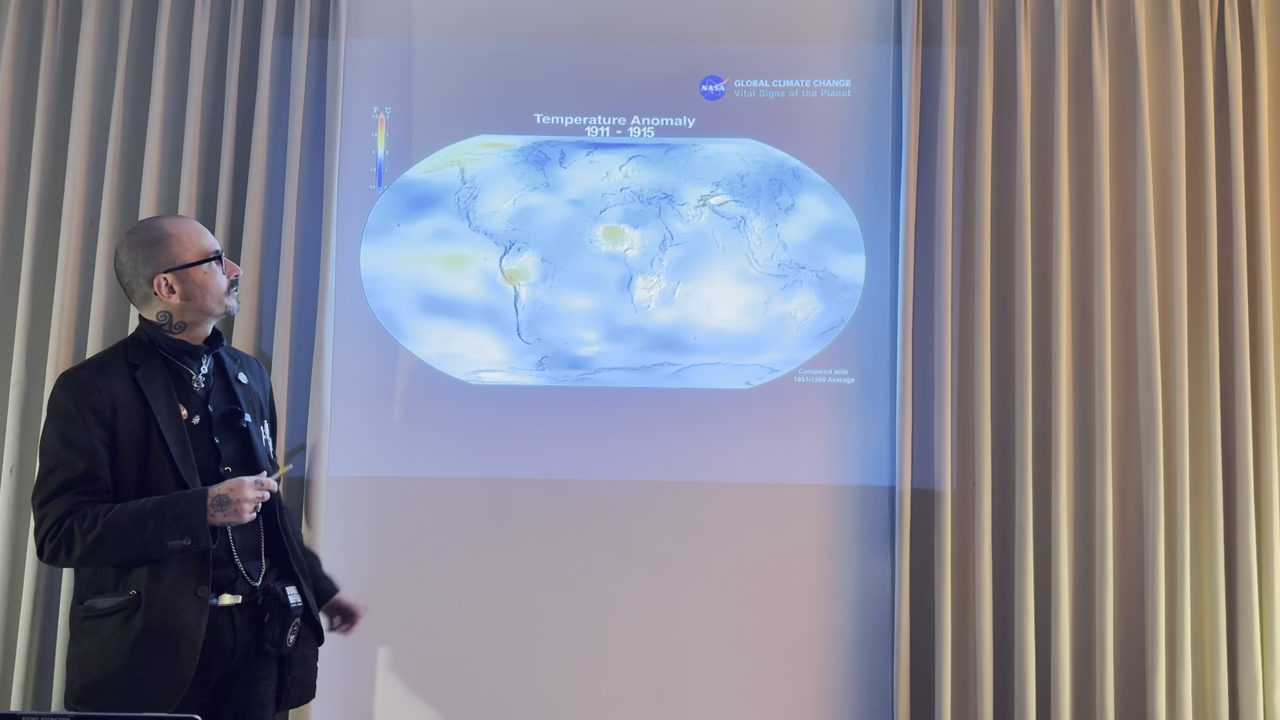 NASA
GLOBAL CLIMATE CHANGE
Vital Signs of the Planet
°F °C
Temperature Anomaly
1911 - 1915
Compared with
1951-1980 Average